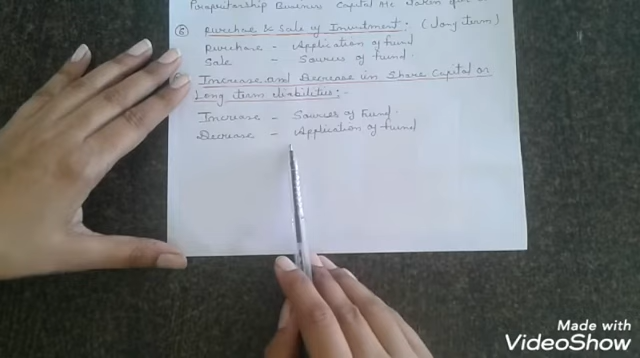 Proprietorship Business Capital A/c Taken
⑥ Purchase & Sale of Investment : (Long term)
Purchase - Application of fund
Sale - Sources of fund.
Increase and Decrease in Share Capital or
Long term liabilities:-
Increase - Sources of Fund.
Decrease - Application of fund
Made with
VideoShow